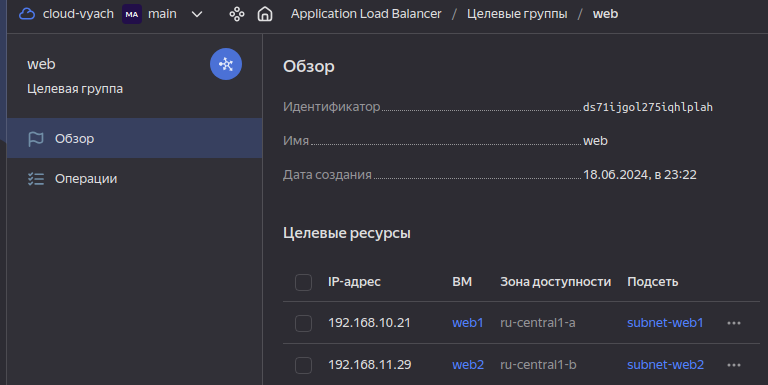 cloud-vyach MA main Application Load Balancer / Целевые группы / web
web
Целевая группа
Обзор
Операции
Обзор
Идентификатор ds71ijgol275iqhlplah
Имя web
Дата создания 18.06.2024, в 23:22
Целевые ресурсы
IP-адрес ВМ Зона доступности Подсеть
192.168.10.21 web1 ru-central1-a subnet-web1
192.168.11.29 web2 ru-central1-b subnet-web2